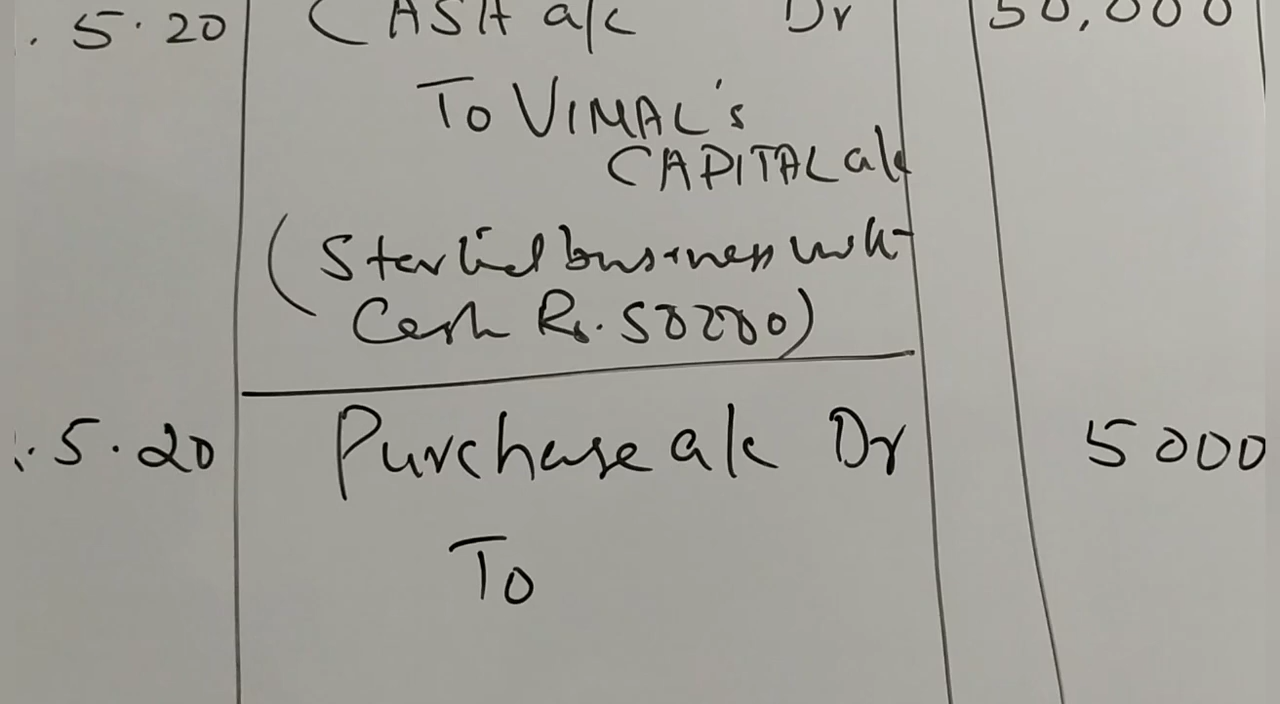 . 5.20 CASH a/c Dr 50,000
To VIMAL's
CAPITAL a/c
(Started business with
Cash Rs. 50000)
. 5.20 Purchase a/c Dr 5000
To